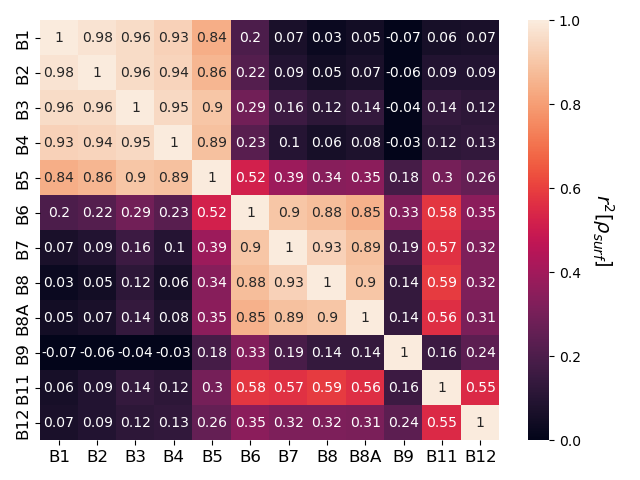 B1 1 0.98 0.96 0.93 0.84 0.2 0.07 0.03 0.05 -0.07 0.06 0.07
B2 0.98 1 0.96 0.94 0.86 0.22 0.09 0.05 0.07 -0.06 0.09 0.09
B3 0.96 0.96 1 0.95 0.9 0.29 0.16 0.12 0.14 -0.04 0.14 0.12
B4 0.93 0.94 0.95 1 0.89 0.23 0.1 0.06 0.08 -0.03 0.12 0.13
B5 0.84 0.86 0.9 0.89 1 0.52 0.39 0.34 0.35 0.18 0.3 0.26
B6 0.2 0.22 0.29 0.23 0.52 1 0.9 0.88 0.85 0.33 0.58 0.35
B7 0.07 0.09 0.16 0.1 0.39 0.9 1 0.93 0.89 0.19 0.57 0.32
B8 0.03 0.05 0.12 0.06 0.34 0.88 0.93 1 0.9 0.14 0.59 0.32
B8A 0.05 0.07 0.14 0.08 0.35 0.85 0.89 0.9 1 0.14 0.56 0.31
B9 -0.07 -0.06 -0.04 -0.03 0.18 0.33 0.19 0.14 0.14 1 0.16 0.24
B11 0.06 0.09 0.14 0.12 0.3 0.58 0.57 0.59 0.56 0.16 1 0.55
B12 0.07 0.09 0.12 0.13 0.26 0.35 0.32 0.32 0.31 0.24 0.55 1
B1 B2 B3 B4 B5 B6 B7 B8 B8A B9 B11 B12
1.0
0.8
0.6
0.4
0.2
0.0
r²[ρsurf]